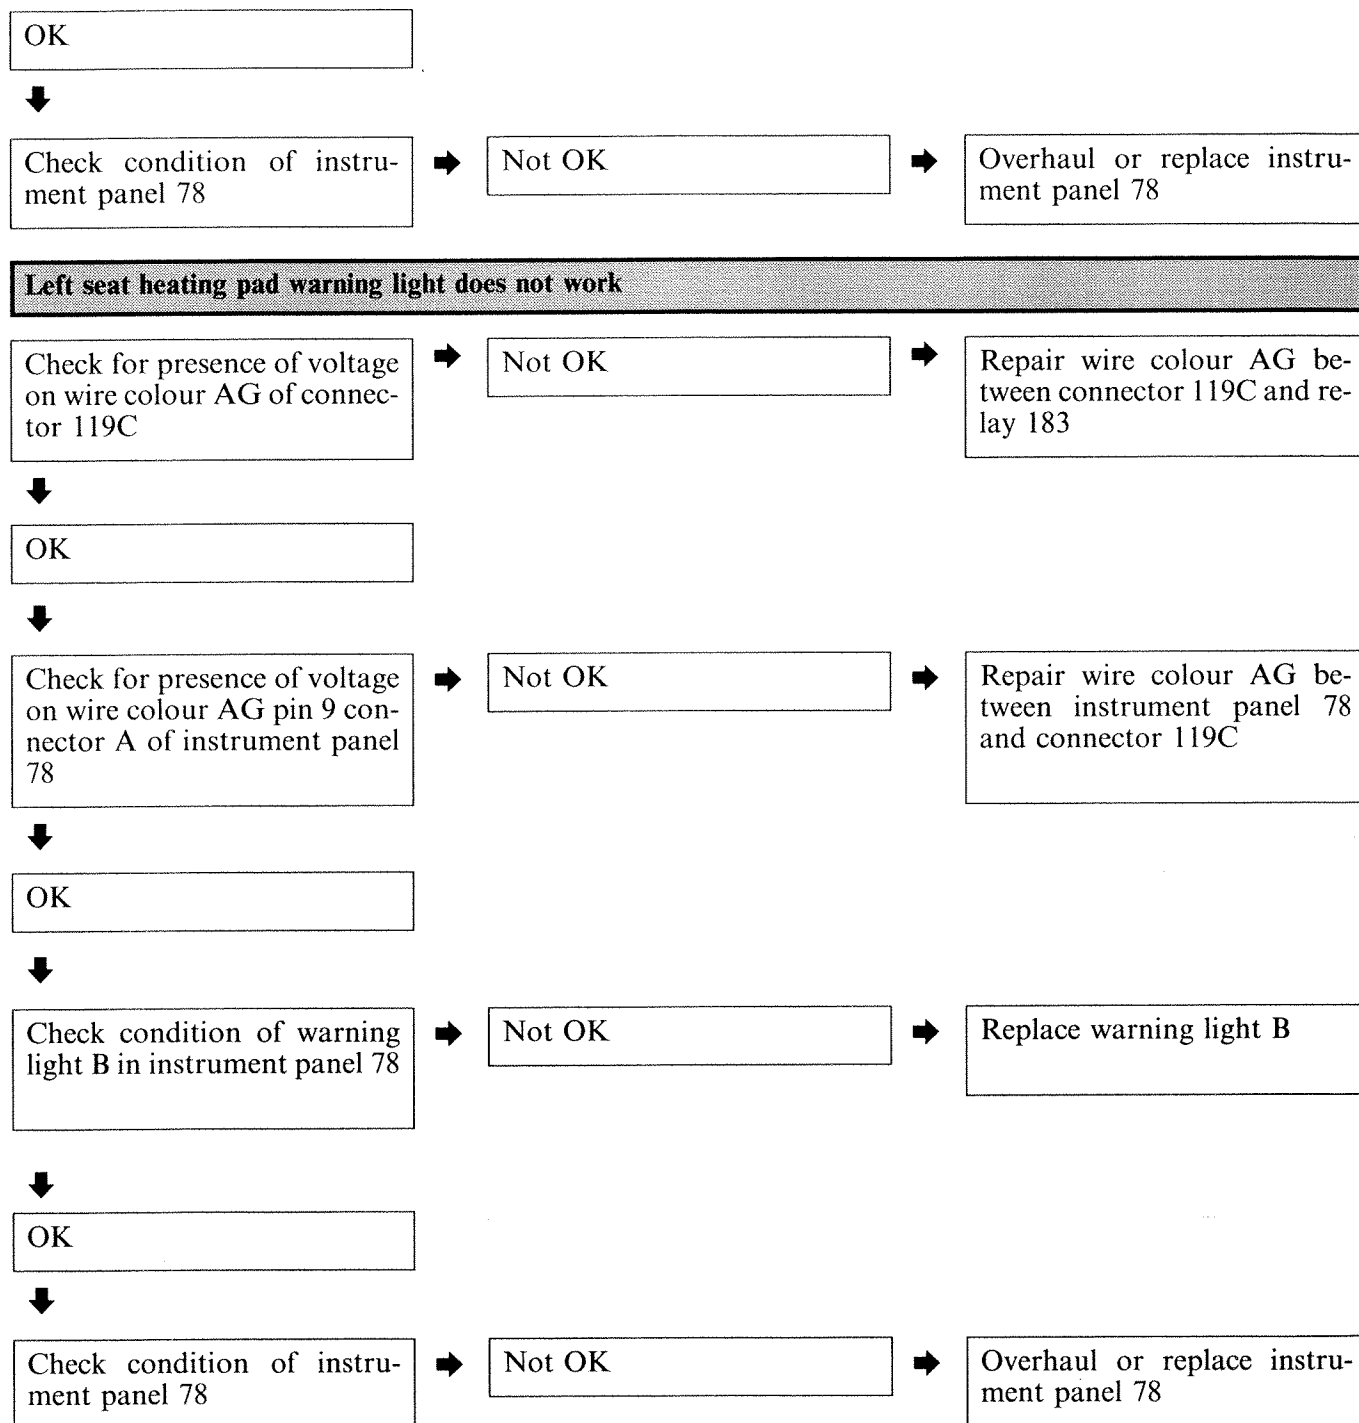 OK
Check condition of instru-
ment panel 78
Not OK
Overhaul or replace instru-
ment panel 78
Left seat heating pad warning light does not work
Check for presence of voltage
on wire colour AG of connec-
tor 119C
Not OK
Repair wire colour AG be-
tween connector 119C and re-
lay 183
OK
Check for presence of voltage
on wire colour AG pin 9 con-
nector A of instrument panel
78
Not OK
Repair wire colour AG be-
tween instrument panel 78
and connector 119C
OK
Check condition of warning
light B in instrument panel 78
Not OK
Replace warning light B
OK
Check condition of instru-
ment panel 78
Not OK
Overhaul or replace instru-
ment panel 78